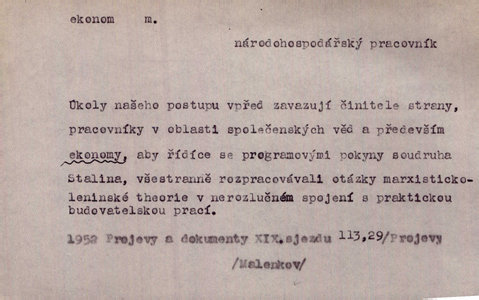 ekonom m.
národohospodářský pracovník
Úkoly našeho postupu vpřed zavazují činitele strany,
pracovníky v oblasti společenských věd a především
ekonomy, aby řídíce se programovými pokyny soudruha
Stalina, všestranně rozpracovávali otázky marxisticko-
leninské theorie v nerozlučném spojení s praktickou
budovatelskou prací.
1952 Projevy a dokumenty XIX.sjezdu 113,29/Projevy
/Malenkov/